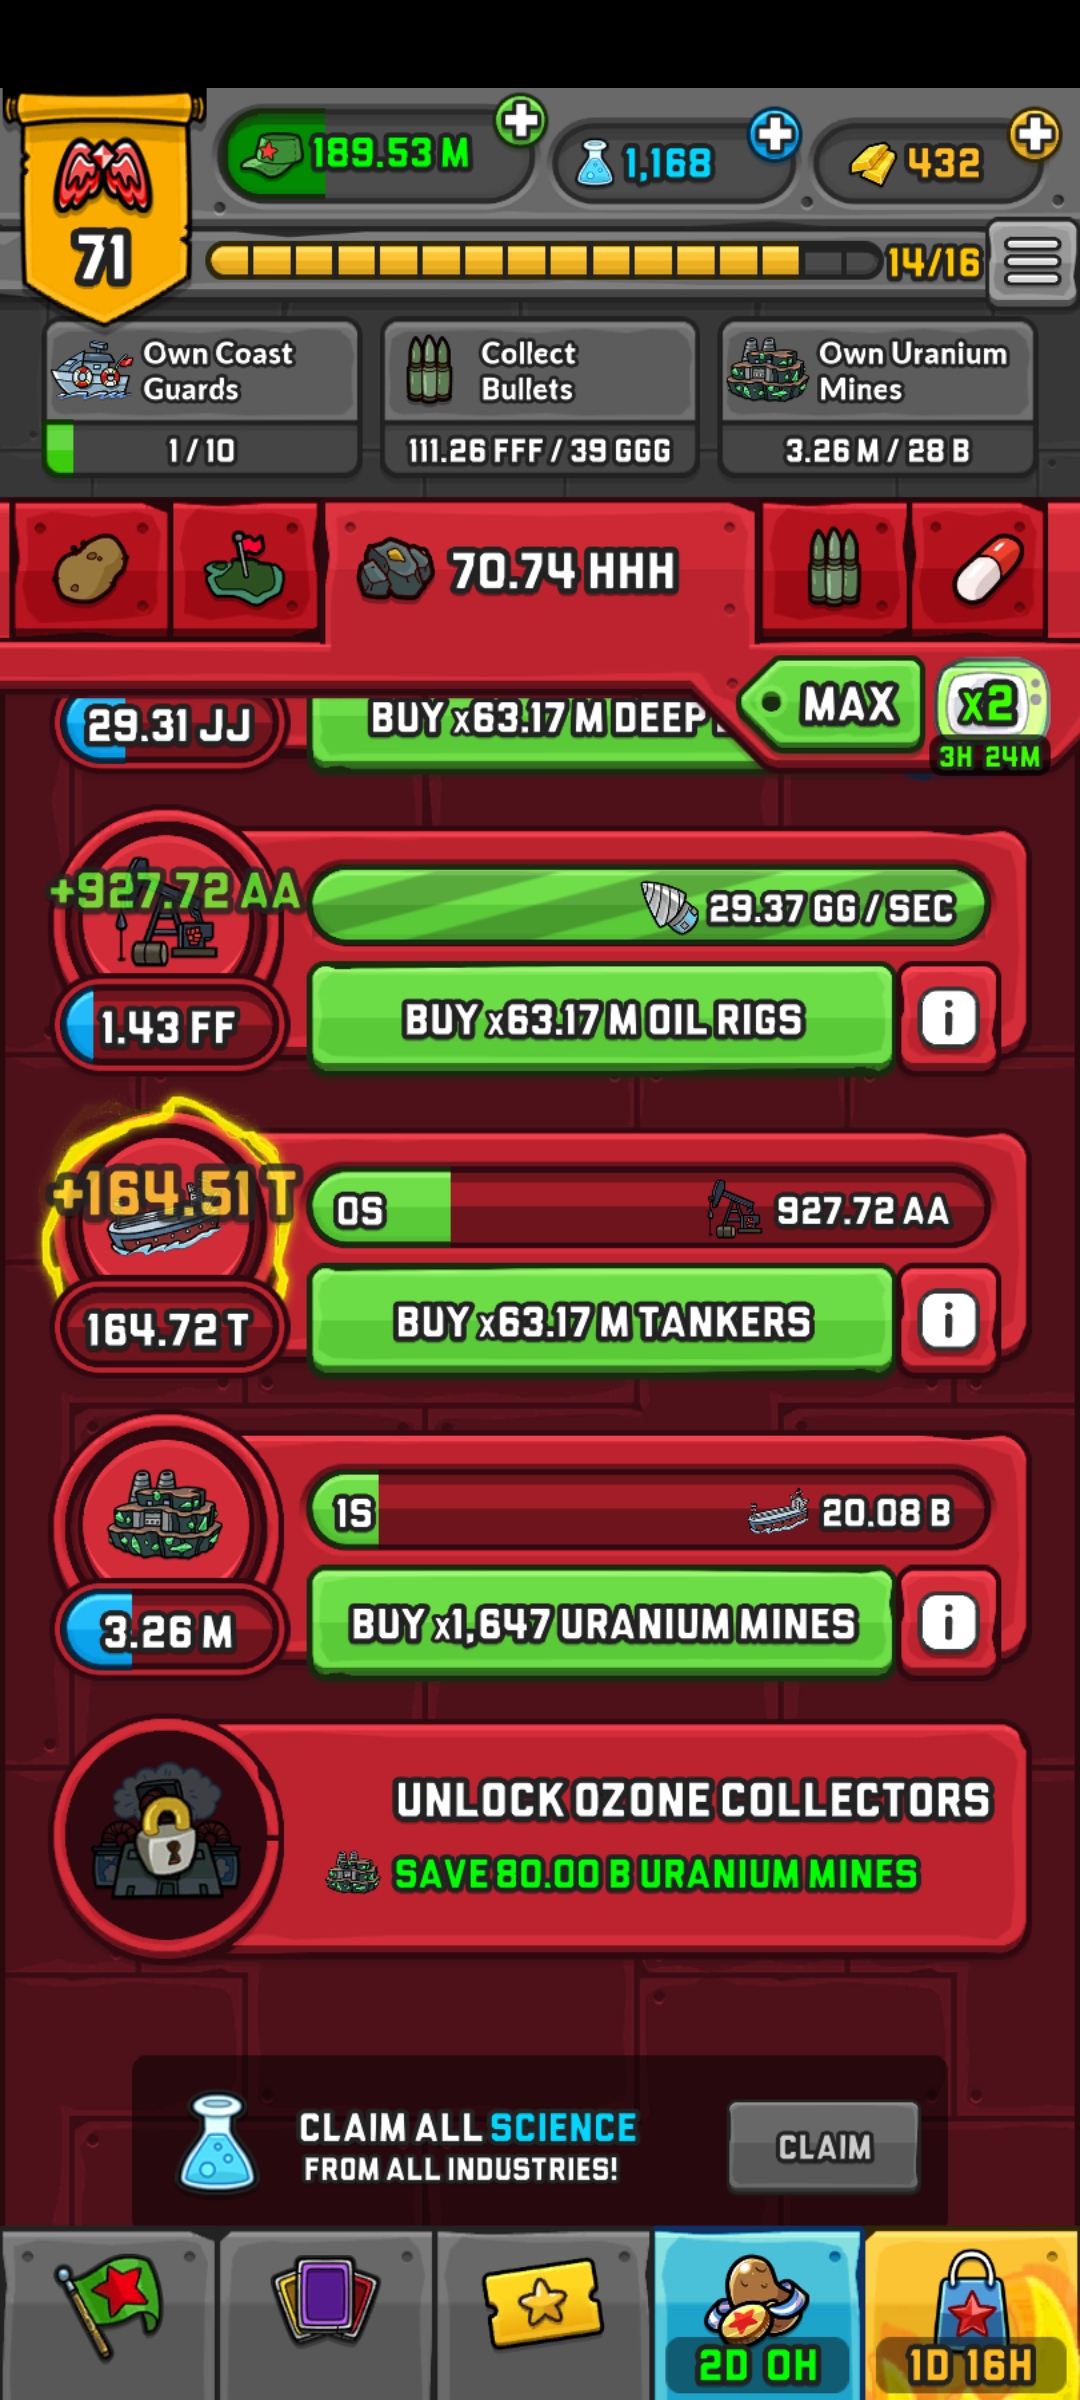 71
189.53 M
1,168
432
14/16
Own Coast
Guards
1 / 10
Collect
Bullets
111.26 FFF / 39 GGG
Own Uranium
Mines
3.26 M / 28 B
70.74 HHH
MAX
x2
3H 24M
29.31 JJ
BUY x63.17 M DEEP
+927.72 AA
29.37 GG / SEC
1.43 FF
BUY x63.17 M OIL RIGS
i
+164.51 T
0S
927.72 AA
164.72 T
BUY x63.17 M TANKERS
i
1S
20.08 B
3.26 M
BUY x1,647 URANIUM MINES
i
UNLOCK OZONE COLLECTORS
SAVE 80.00 B URANIUM MINES
CLAIM ALL SCIENCE
FROM ALL INDUSTRIES!
CLAIM
2D 0H
1D 16H